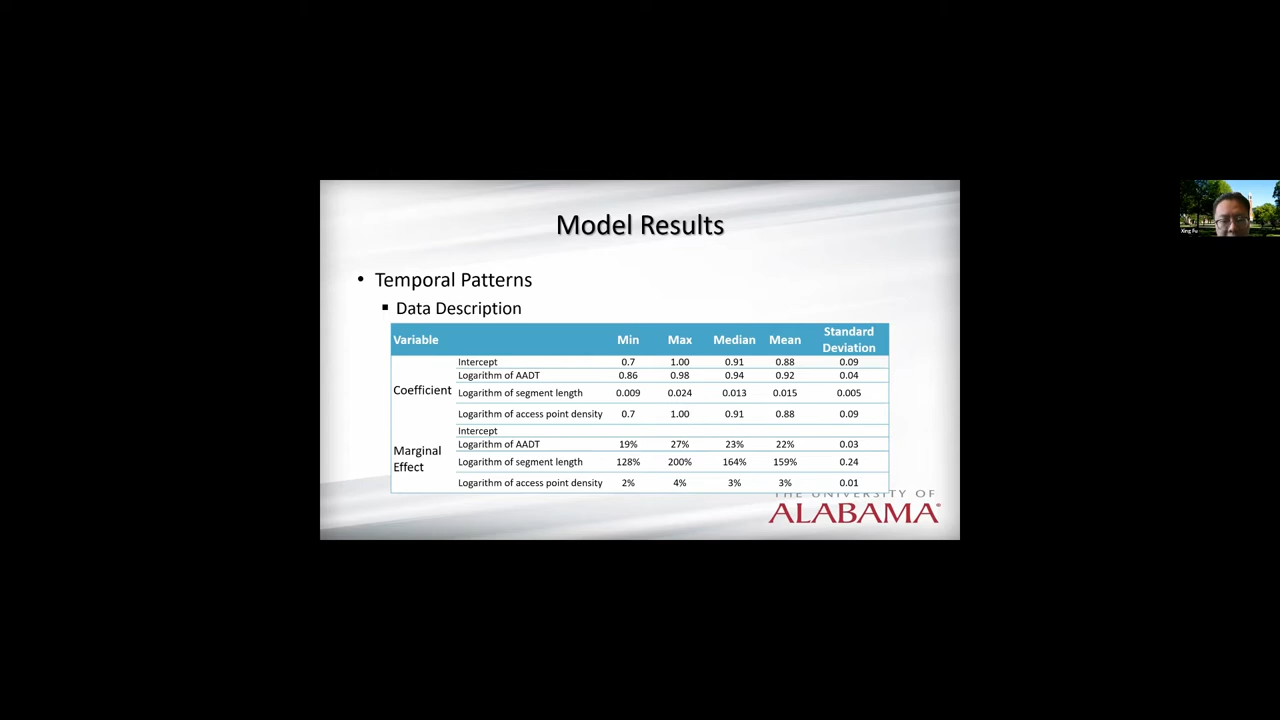 Model Results
• Temporal Patterns
▪ Data Description
Variable Min Max Median Mean Standard Deviation
Coefficient
Intercept 0.7 1.00 0.91 0.88 0.09
Logarithm of AADT 0.86 0.98 0.94 0.92 0.04
Logarithm of segment length 0.009 0.024 0.013 0.015 0.005
Logarithm of access point density 0.7 1.00 0.91 0.88 0.09
Marginal Effect
Intercept
Logarithm of AADT 19% 27% 23% 22% 0.03
Logarithm of segment length 128% 200% 164% 159% 0.24
Logarithm of access point density 2% 4% 3% 3% 0.01
THE UNIVERSITY OF
ALABAMA®
Xing Fu